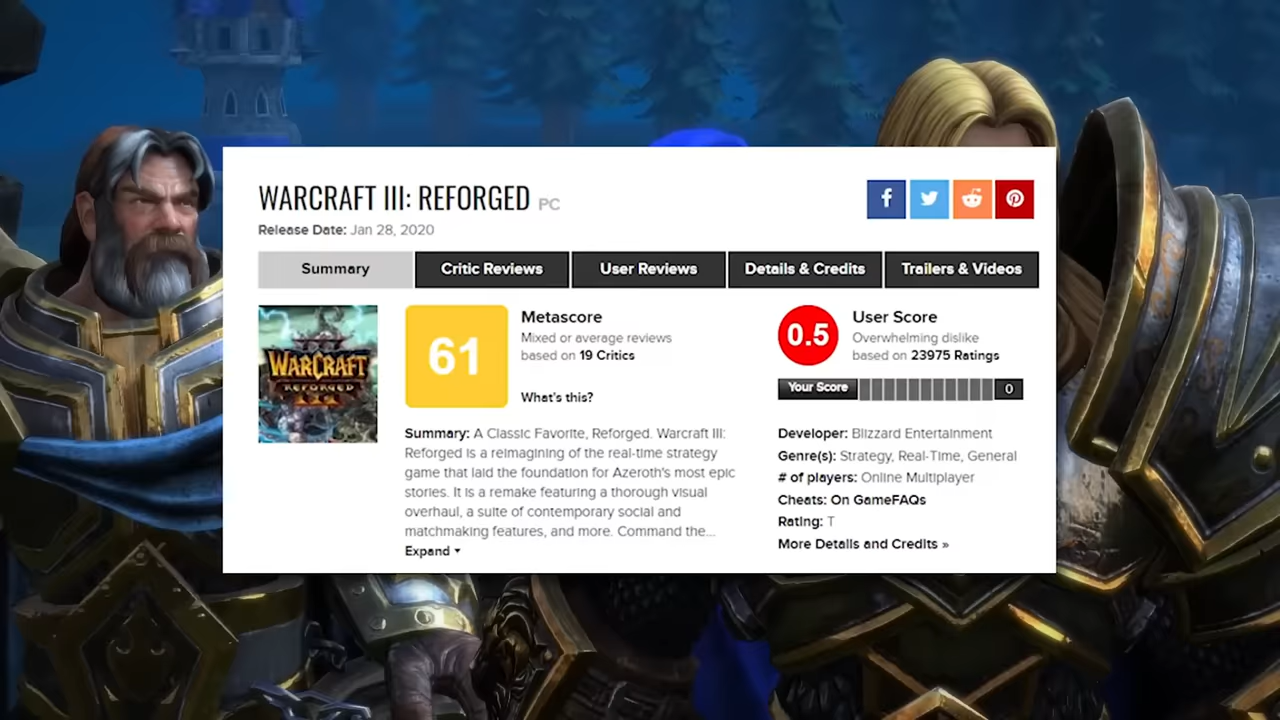 WARCRAFT III: REFORGED PC
Release Date: Jan 28, 2020
Summary
Critic Reviews
User Reviews
Details & Credits
Trailers & Videos
WARCRAFT
REFORGED
III
61
Metascore
Mixed or average reviews
based on 19 Critics
What's this?
Summary: A Classic Favorite, Reforged. Warcraft III:
Reforged is a reimagining of the real-time strategy
game that laid the foundation for Azeroth's most epic
stories. It is a remake featuring a thorough visual
overhaul, a suite of contemporary social and
matchmaking features, and more. Command the...
Expand
0.5
User Score
Overwhelming dislike
based on 23975 Ratings
Your Score
0
Developer: Blizzard Entertainment
Genre(s): Strategy, Real-Time, General
# of players: Online Multiplayer
Cheats: On GameFAQs
Rating: T
More Details and Credits »